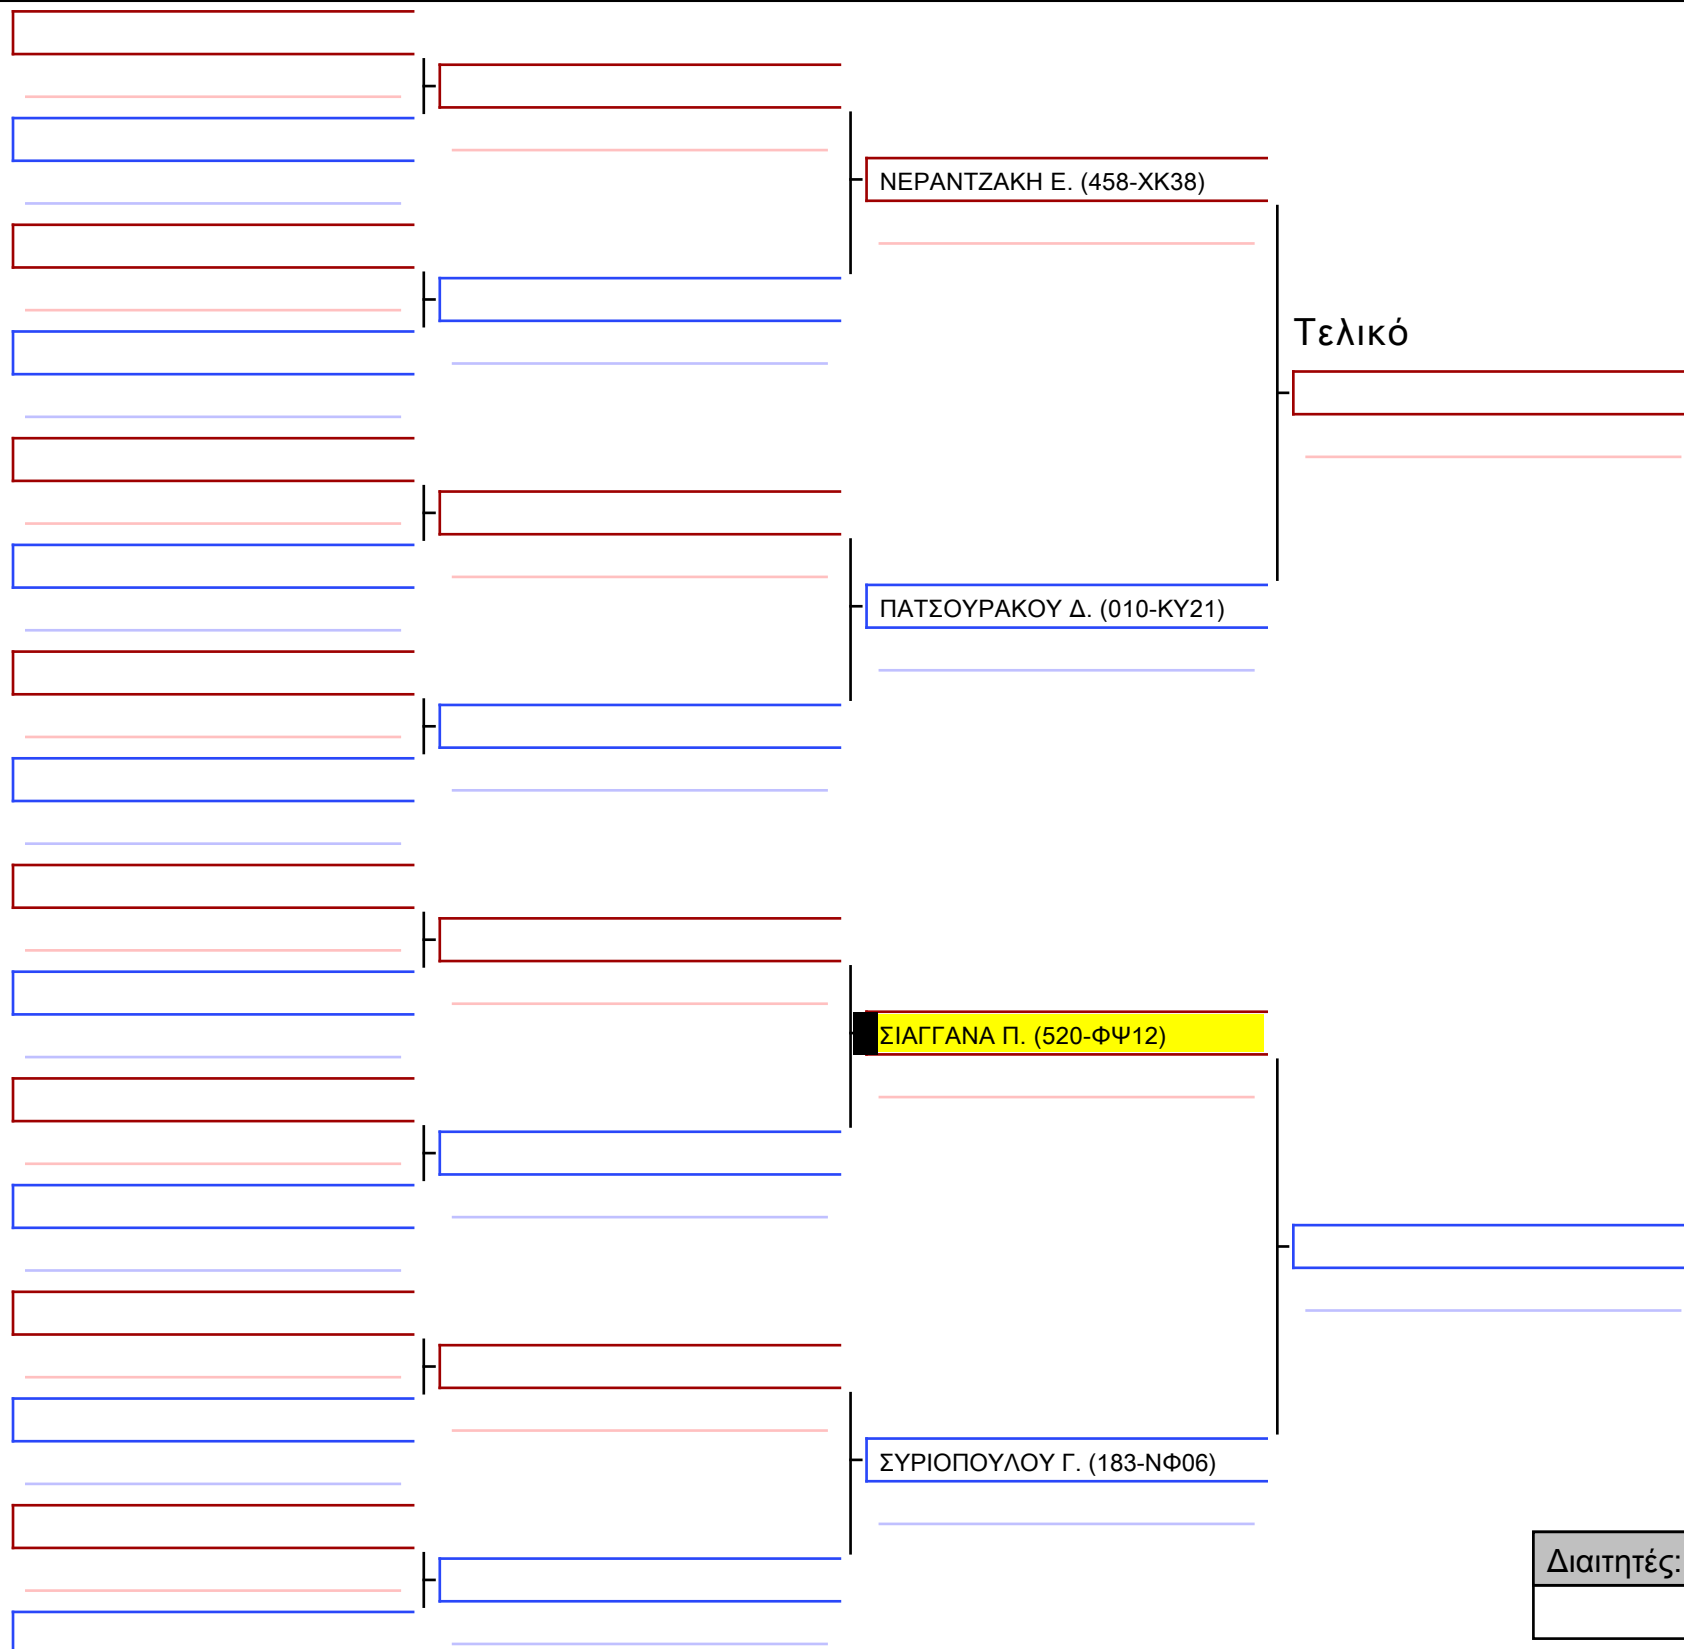 ΝΕΡΑΝΤΖΑΚΗ Ε. (458-ΧΚ38)
Τελικό
ΠΑΤΣΟΥΡΑΚΟΥ Δ. (010-ΚΥ21)
ΣΙΑΓΓΑΝΑ Π. (520-ΦΨ12)
ΣΥΡΙΟΠΟΥΛΟΥ Γ. (183-ΝΦ06)
Διαιτητές: